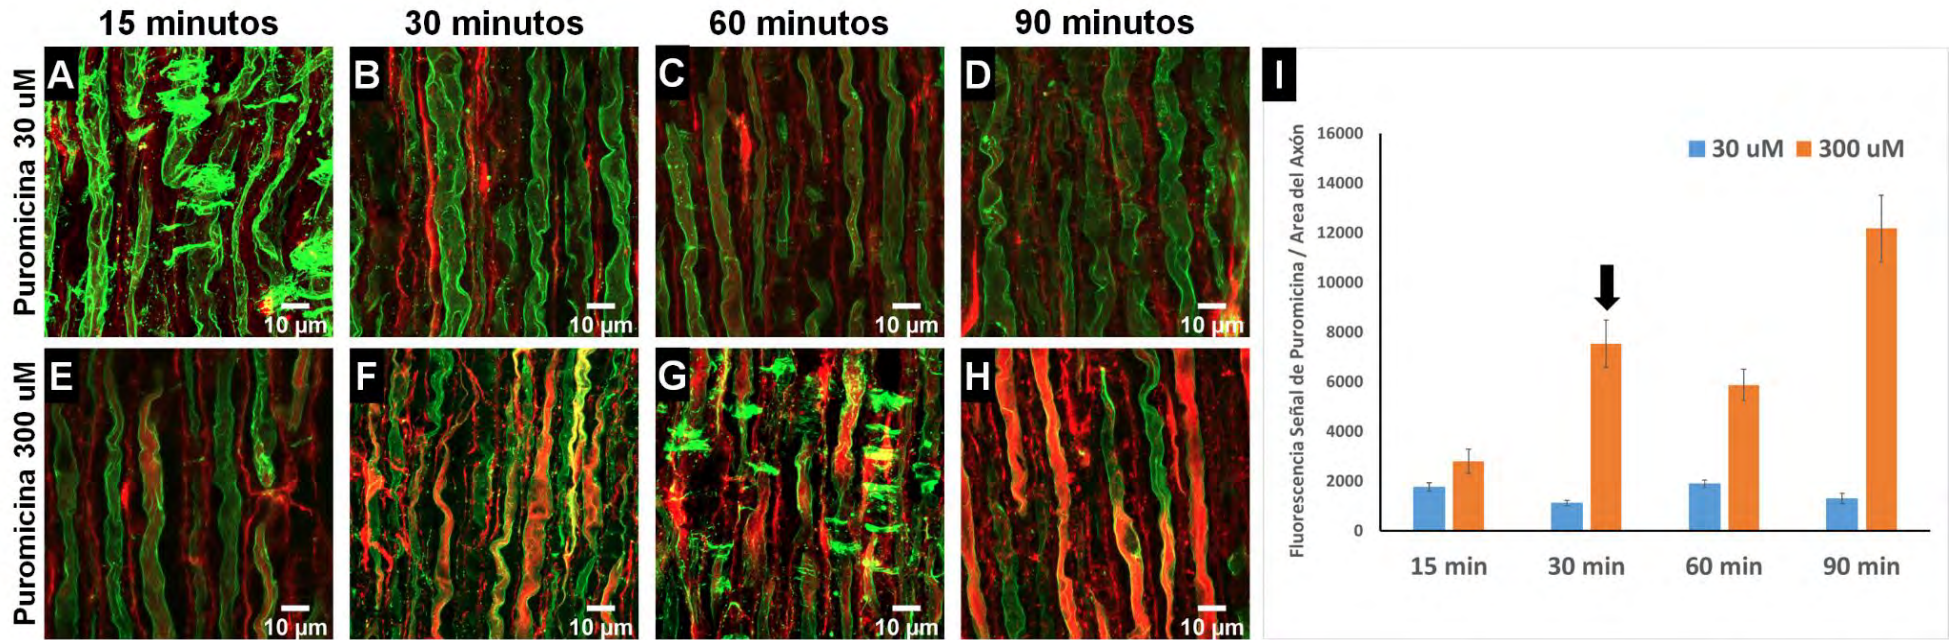 15 minutos
30 minutos
60 minutos
90 minutos
Puromicina 30 uM
A
10 µm
B
10 µm
C
10 µm
D
10 µm
Puromicina 300 uM
E
10 µm
F
10 µm
G
10 µm
H
10 µm
I
Fluorescencia Señal de Puromicina / Area del Axón
16000
14000
12000
10000
8000
6000
4000
2000
0
30 uM
300 uM
15 min
30 min
60 min
90 min